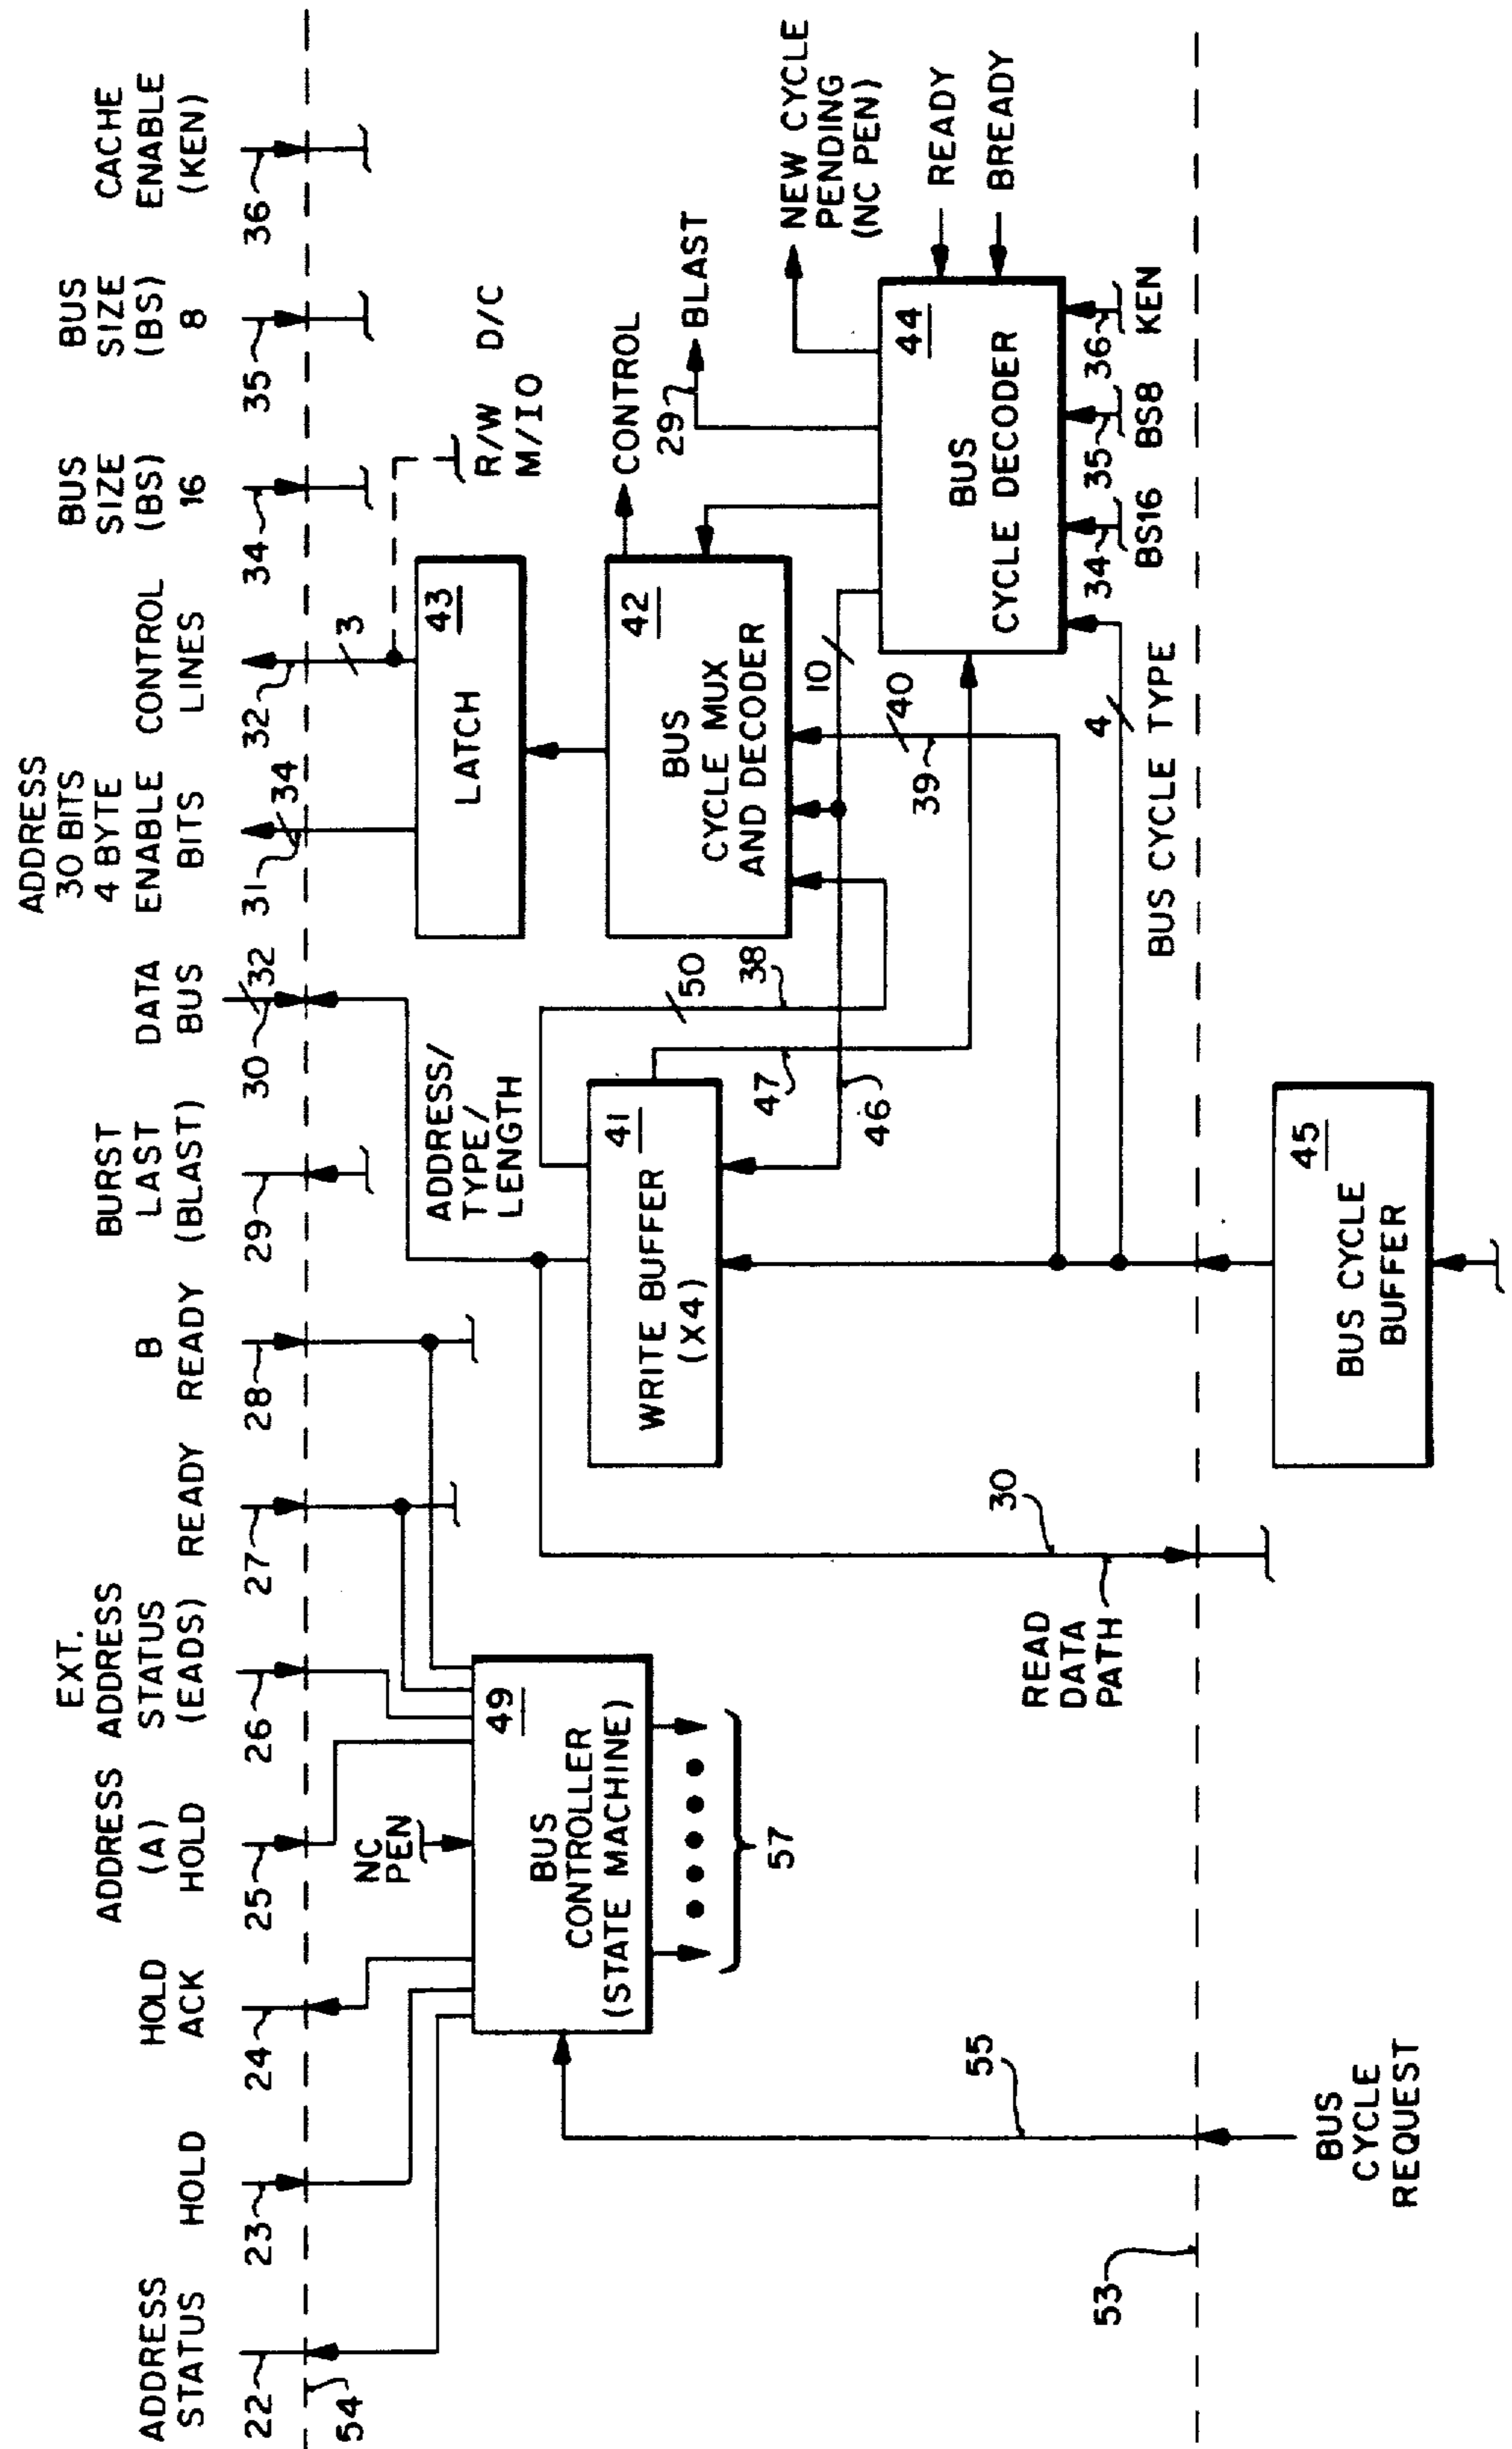 ADDRESS
STATUS
22
54
HOLD
23
HOLD
ACK
24
ADDRESS
(A)
HOLD
25
EXT.
ADDRESS
STATUS
(EADS)
26
READY
27
B
READY
28
BURST
LAST
(BLAST)
29
DATA
BUS
30
32
ADDRESS
30 BITS
4 BYTE
ENABLE
BITS
31
34
CONTROL
LINES
32
3
BUS
SIZE
(BS)
16
34
BUS
SIZE
(BS)
8
35
CACHE
ENABLE
(KEN)
36
R/W D/C
M/IO
NC
PEN
49
BUS
CONTROLLER
(STATE MACHINE)
57
ADDRESS/
TYPE/
LENGTH
41
WRITE BUFFER
(X4)
50
38
47
46
43
LATCH
42
BUS
CYCLE MUX
AND DECODER
CONTROL
10
40
39
29
BLAST
NEW CYCLE
PENDING
(NC PEN)
44
BUS
CYCLE DECODER
READY
BREADY
4
34
BS16
35
BS8
36
KEN
BUS CYCLE TYPE
30
READ
DATA
PATH
55
53
BUS
CYCLE
REQUEST
45
BUS CYCLE
BUFFER